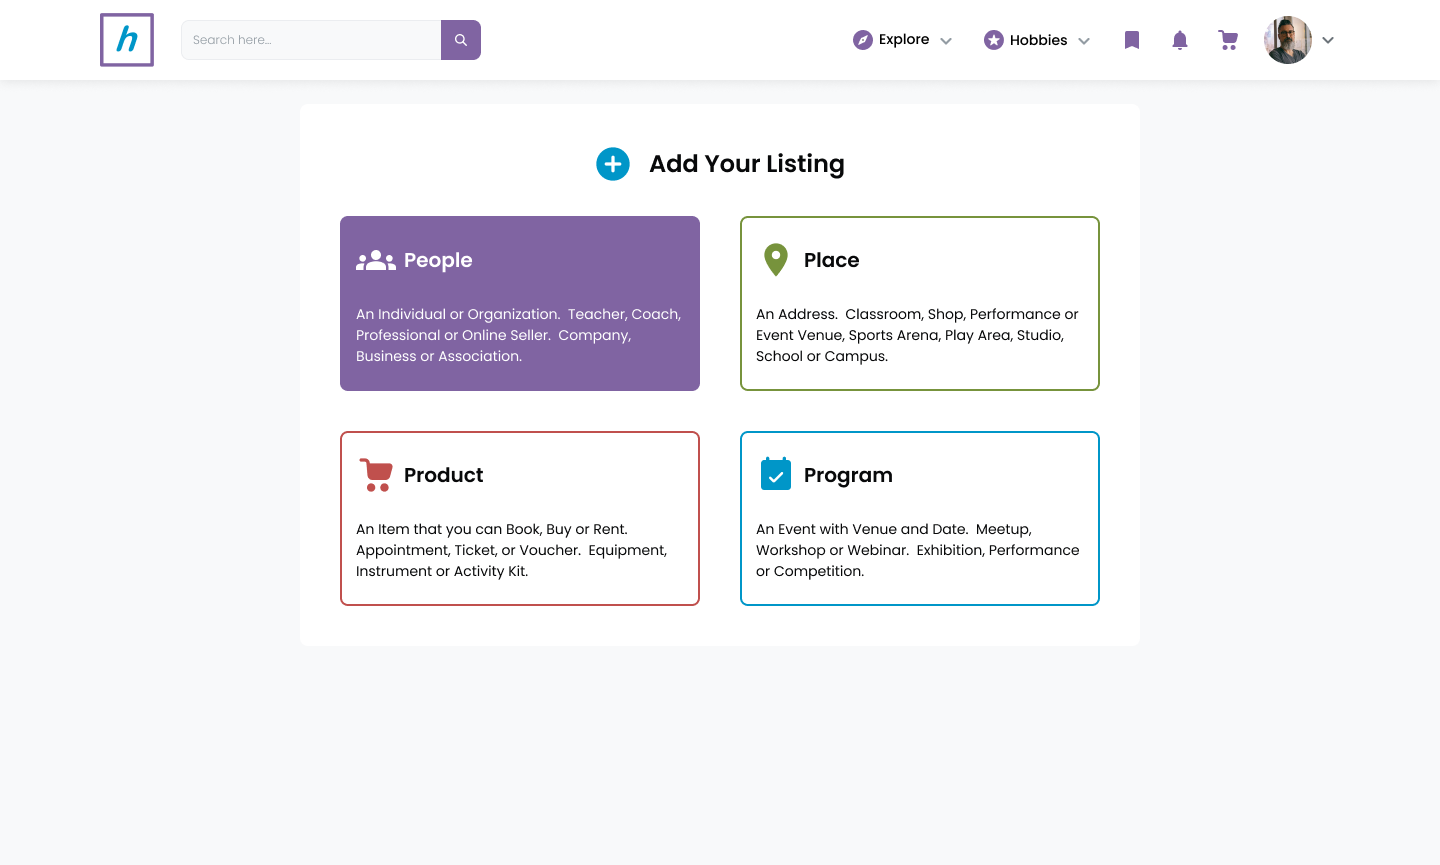 h
Search here...
Explore
Hobbies
Add Your Listing
People
An Individual or Organization.  Teacher, Coach,
Professional or Online Seller.  Company,
Business or Association.
Place
An Address.  Classroom, Shop, Performance or
Event Venue, Sports Arena, Play Area, Studio,
School or Campus.
Product
An Item that you can Book, Buy or Rent.
Appointment, Ticket, or Voucher.  Equipment,
Instrument or Activity Kit.
Program
An Event with Venue and Date.  Meetup,
Workshop or Webinar.  Exhibition, Performance
or Competition.